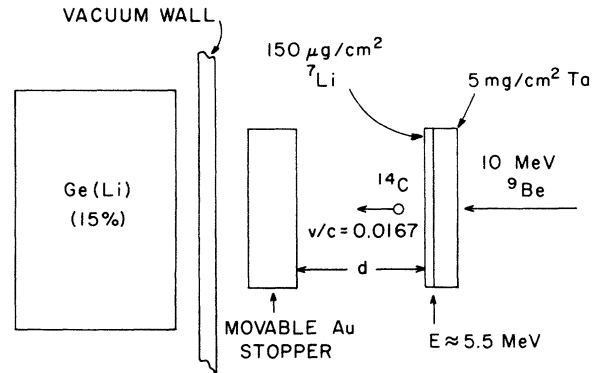 VACUUM WALL
150 μg/cm²
⁷Li
5 mg/cm² Ta
Ge(Li)
(15%)
¹⁴C
v/c = 0.0167
10 MeV
⁹Be
d
MOVABLE Au
STOPPER
E ≈ 5.5 MeV